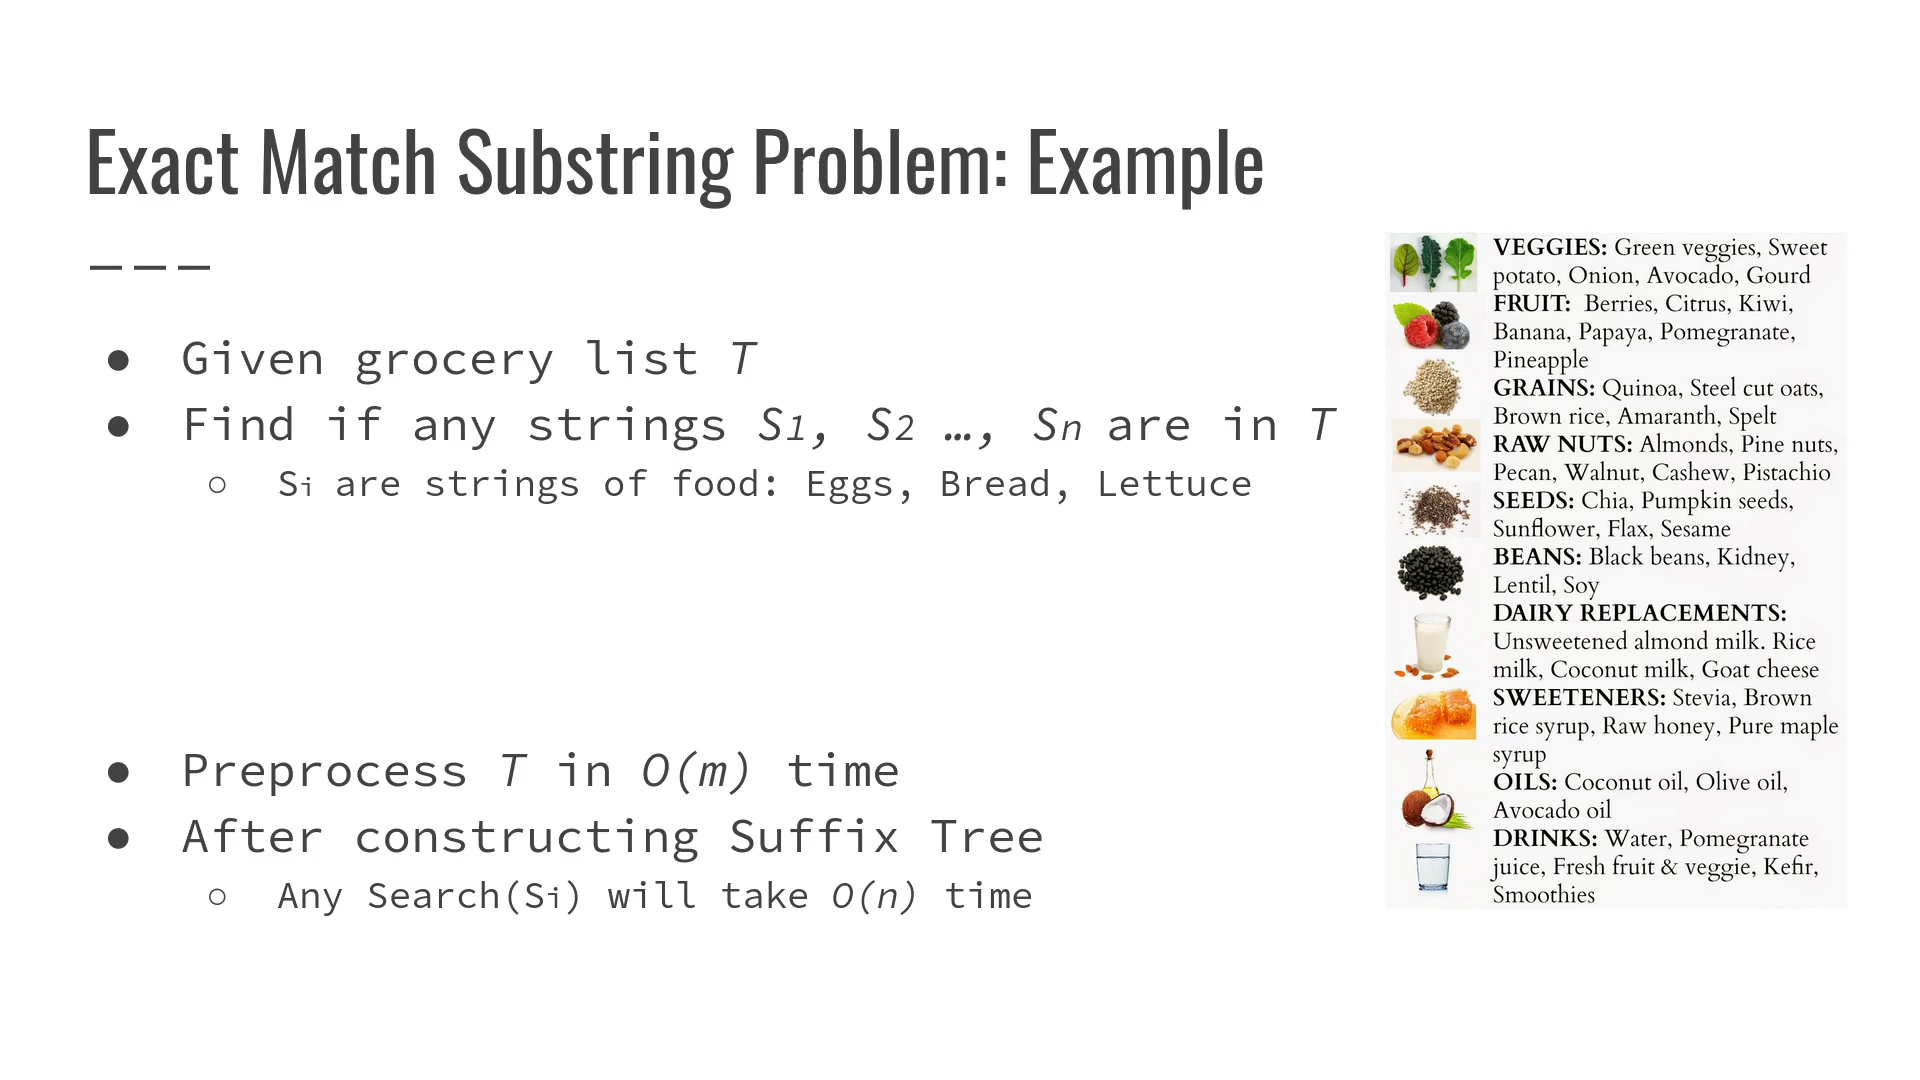 Exact Match Substring Problem: Example
● Given grocery list T
● Find if any strings S1, S2 …, Sn are in T
○ Si are strings of food: Eggs, Bread, Lettuce
● Preprocess T in O(m) time
● After constructing Suffix Tree
○ Any Search(Si) will take O(n) time
VEGGIES: Green veggies, Sweet
potato, Onion, Avocado, Gourd
FRUIT: Berries, Citrus, Kiwi,
Banana, Papaya, Pomegranate,
Pineapple
GRAINS: Quinoa, Steel cut oats,
Brown rice, Amaranth, Spelt
RAW NUTS: Almonds, Pine nuts,
Pecan, Walnut, Cashew, Pistachio
SEEDS: Chia, Pumpkin seeds,
Sunflower, Flax, Sesame
BEANS: Black beans, Kidney,
Lentil, Soy
DAIRY REPLACEMENTS:
Unsweetened almond milk. Rice
milk, Coconut milk, Goat cheese
SWEETENERS: Stevia, Brown
rice syrup, Raw honey, Pure maple
syrup
OILS: Coconut oil, Olive oil,
Avocado oil
DRINKS: Water, Pomegranate
juice, Fresh fruit & veggie, Kefir,
Smoothies